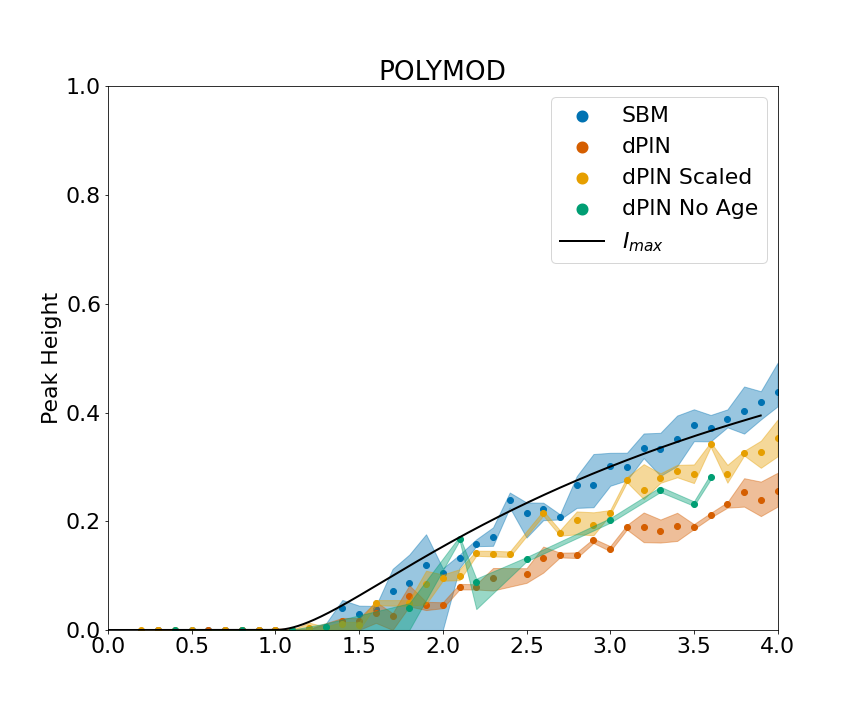 POLYMOD
1.0
0.8
0.6
0.4
0.2
0.0
Peak Height
SBM
dPIN
dPIN Scaled
dPIN No Age
I_max
0.0 0.5 1.0 1.5 2.0 2.5 3.0 3.5 4.0